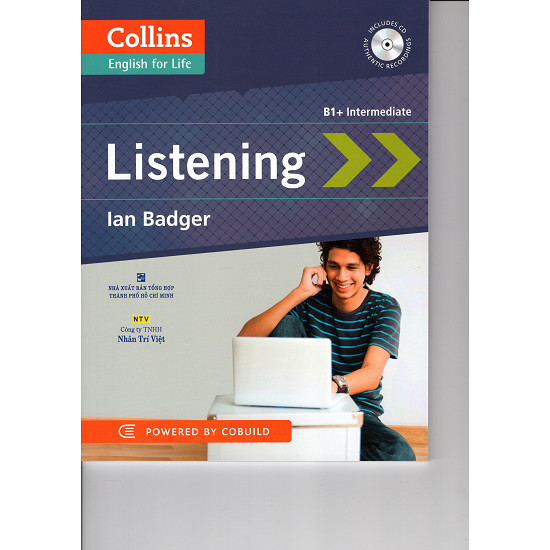 Collins
English for Life
INCLUDES CD
AUTHENTIC RECORDINGS
B1+ Intermediate
Listening
Ian Badger
NHÀ XUẤT BẢN TỔNG HỢP
THÀNH PHỐ HỒ CHÍ MINH
NTV
Công ty TNHH
Nhân Trí Việt
POWERED BY COBUILD